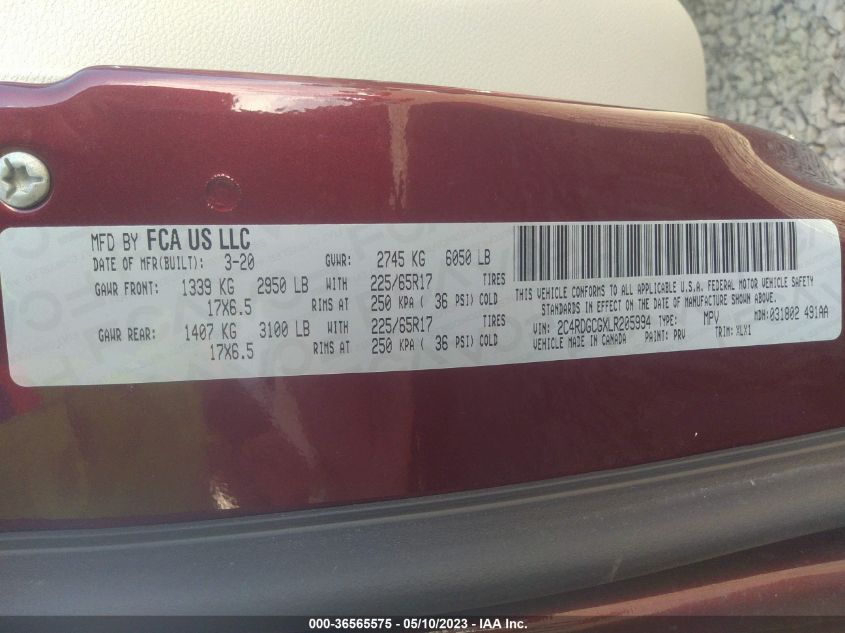 MFD BY FCA US LLC
DATE OF MFR(BUILT): 3-20 GVWR: 2745 KG 6050 LB
GAWR FRONT: 1339 KG 2950 LB WITH 225/65R17 TIRES
17X6.5 RIMS AT 250 KPA ( 36 PSI) COLD
GAWR REAR: 1407 KG 3100 LB WITH 225/65R17 TIRES
17X6.5 RIMS AT 250 KPA ( 36 PSI) COLD
THIS VEHICLE CONFORMS TO ALL APPLICABLE U.S.A. FEDERAL MOTOR VEHICLE SAFETY
STANDARDS IN EFFECT ON THE DATE OF MANUFACTURE SHOWN ABOVE.
VIN: 2C4RDGCGXLR205994 TYPE: MPV MDH: 031802 491AA
VEHICLE MADE IN CANADA PAINT: PRV TRIM: XLX1
000-36565575 - 05/10/2023 - IAA Inc.